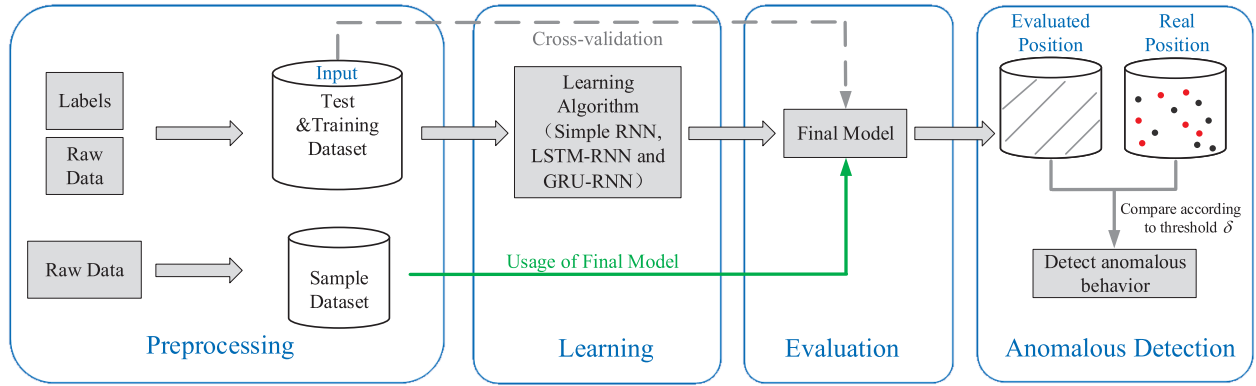 Labels
Raw
Data
Raw Data
Input
Test
&Training
Dataset
Sample
Dataset
Preprocessing
Cross-validation
Learning
Algorithm
（Simple RNN,
LSTM-RNN and
GRU-RNN）
Usage of Final Model
Learning
Final Model
Evaluation
Evaluated
Position
Real
Position
Compare according
to threshold δ
Detect anomalous
behavior
Anomalous Detection